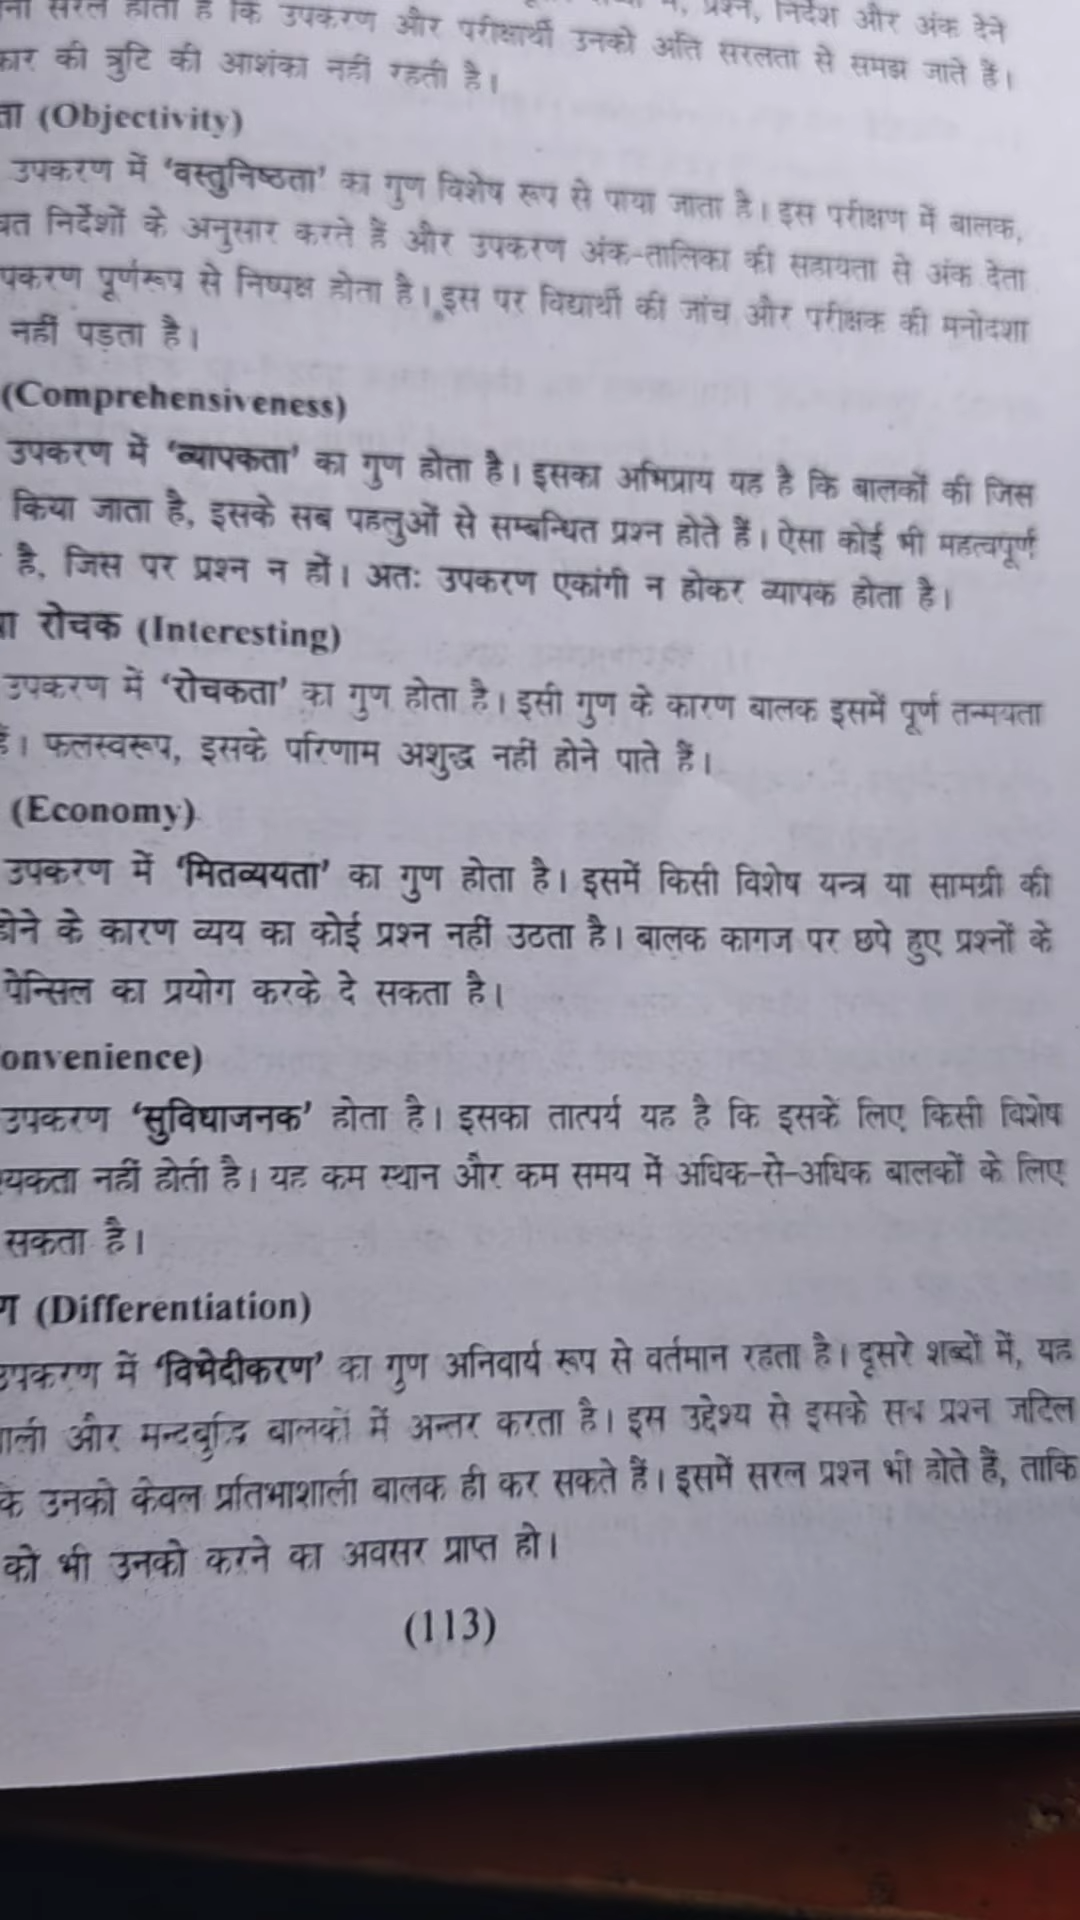 सरल होता है कि उपकरण और परीक्षार्थी उनको अति सरलता से समझ जाते हैं।
प्रश्न, निर्देश और अंक देने
की त्रुटि की आशंका नहीं रहती है।
(Objectivity)
उपकरण में ‘वस्तुनिष्ठता’ का गुण विशेष रूप से पाया जाता है। इस परीक्षण में बालक,
निर्देशों के अनुसार करते हैं और उपकरण अंक-तालिका की सहायता से अंक देता
पकरण पूर्णरूप से निष्पक्ष होता है। इस पर विद्यार्थी की जांच और परीक्षक की मनोदशा
नहीं पड़ता है।
(Comprehensiveness)
उपकरण में ‘व्यापकता’ का गुण होता है। इसका अभिप्राय यह है कि बालकों की जिस
किया जाता है, इसके सब पहलुओं से सम्बन्धित प्रश्न होते हैं। ऐसा कोई भी महत्वपूर्ण
है, जिस पर प्रश्न न हों। अतः उपकरण एकांगी न होकर व्यापक होता है।
रोचक (Interesting)
उपकरण में ‘रोचकता’ का गुण होता है। इसी गुण के कारण बालक इसमें पूर्ण तन्मयता
हैं। फलस्वरूप, इसके परिणाम अशुद्ध नहीं होने पाते हैं।
(Economy)
उपकरण में ‘मितव्ययता’ का गुण होता है। इसमें किसी विशेष यन्त्र या सामग्री की
होने के कारण व्यय का कोई प्रश्न नहीं उठता है। बालक कागज पर छपे हुए प्रश्नों के
पेन्सिल का प्रयोग करके दे सकता है।
onvenience)
उपकरण ‘सुविधाजनक’ होता है। इसका तात्पर्य यह है कि इसके लिए किसी विशेष
यकता नहीं होती है। यह कम स्थान और कम समय में अधिक-से-अधिक बालकों के लिए
सकता है।
ण (Differentiation)
उपकरण में ‘विभेदीकरण’ का गुण अनिवार्य रूप से वर्तमान रहता है। दूसरे शब्दों में, यह
और मन्दबुद्धि बालकों में अन्तर करता है। इस उद्देश्य से इसके सब प्रश्न जटिल
उनको केवल प्रतिभाशाली बालक ही कर सकते हैं। इसमें सरल प्रश्न भी होते हैं, ताकि
को भी उनको करने का अवसर प्राप्त हो।
(113)